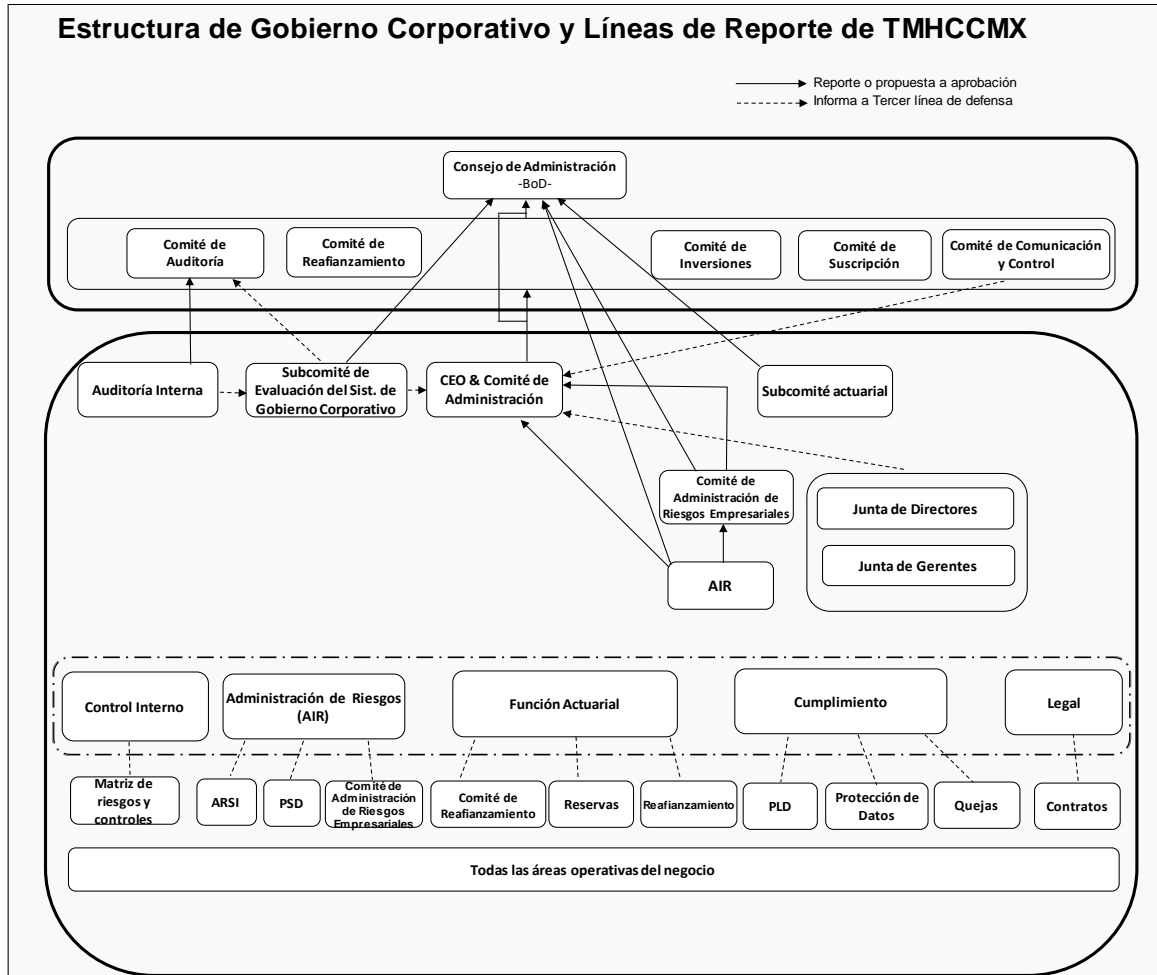 Estructura de Gobierno Corporativo y Líneas de Reporte de TMHCCMX
Reporte o propuesta a aprobación
Informa a Tercer línea de defensa
Consejo de Administración
-BoD-
Comité de
Auditoría
Comité de
Reafianzamiento
Comité de
Inversiones
Comité de
Suscripción
Comité de Comunicación
y Control
Auditoría Interna
Subcomité de
Evaluación del Sist. de
Gobierno Corporativo
CEO & Comité de
Administración
Subcomité actuarial
Comité de
Administración de
Riesgos Empresariales
Junta de Directores
Junta de Gerentes
AIR
Control Interno
Administración de Riesgos
(AIR)
Función Actuarial
Cumplimiento
Legal
Matriz de
riesgos y
controles
ARSI
PSD
Comité de
Administración
de Riesgos
Empresariales
Comité de
Reafianzamiento
Reservas
Reafianzamiento
PLD
Protección de
Datos
Quejas
Contratos
Todas las áreas operativas del negocio